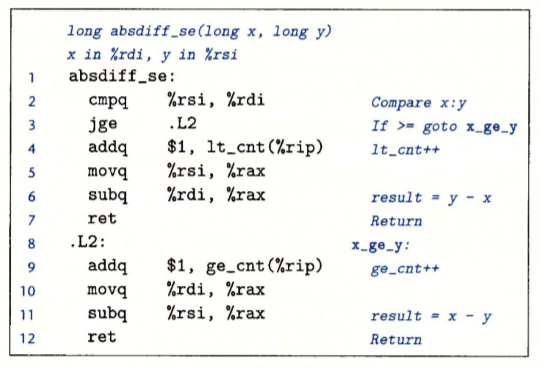 long absdiff_se(long x, long y)
x in %rdi, y in %rsi
1 absdiff_se:
2 cmpq %rsi, %rdi Compare x:y
3 jge .L2 If >= goto x_ge_y
4 addq $1, lt_cnt(%rip) lt_cnt++
5 movq %rsi, %rax
6 subq %rdi, %rax result = y - x
7 ret Return
8 .L2: x_ge_y:
9 addq $1, ge_cnt(%rip) ge_cnt++
10 movq %rdi, %rax
11 subq %rsi, %rax result = x - y
12 ret Return